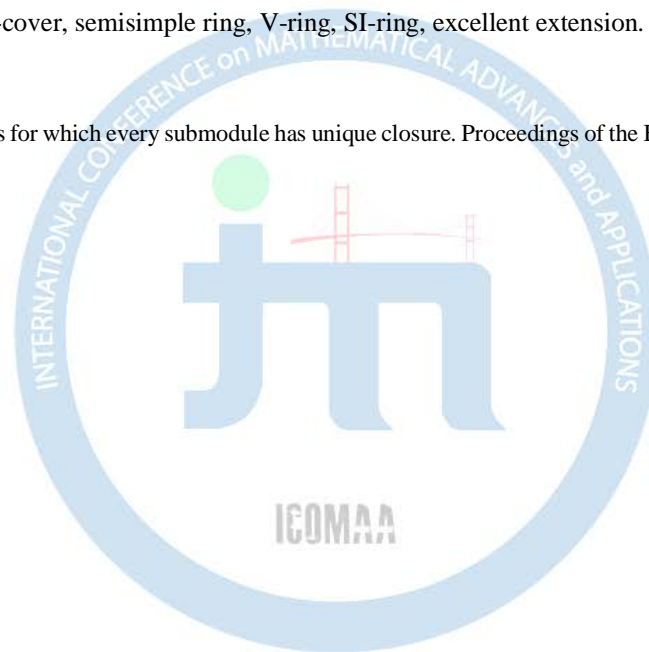 -cover, semisimple ring, V-ring, SI-ring, excellent extension.
s for which every submodule has unique closure. Proceedings of the
INTERNATIONAL CONFERENCE on MATHEMATICAL ADVANCES and APPLICATIONS
ICOMAA